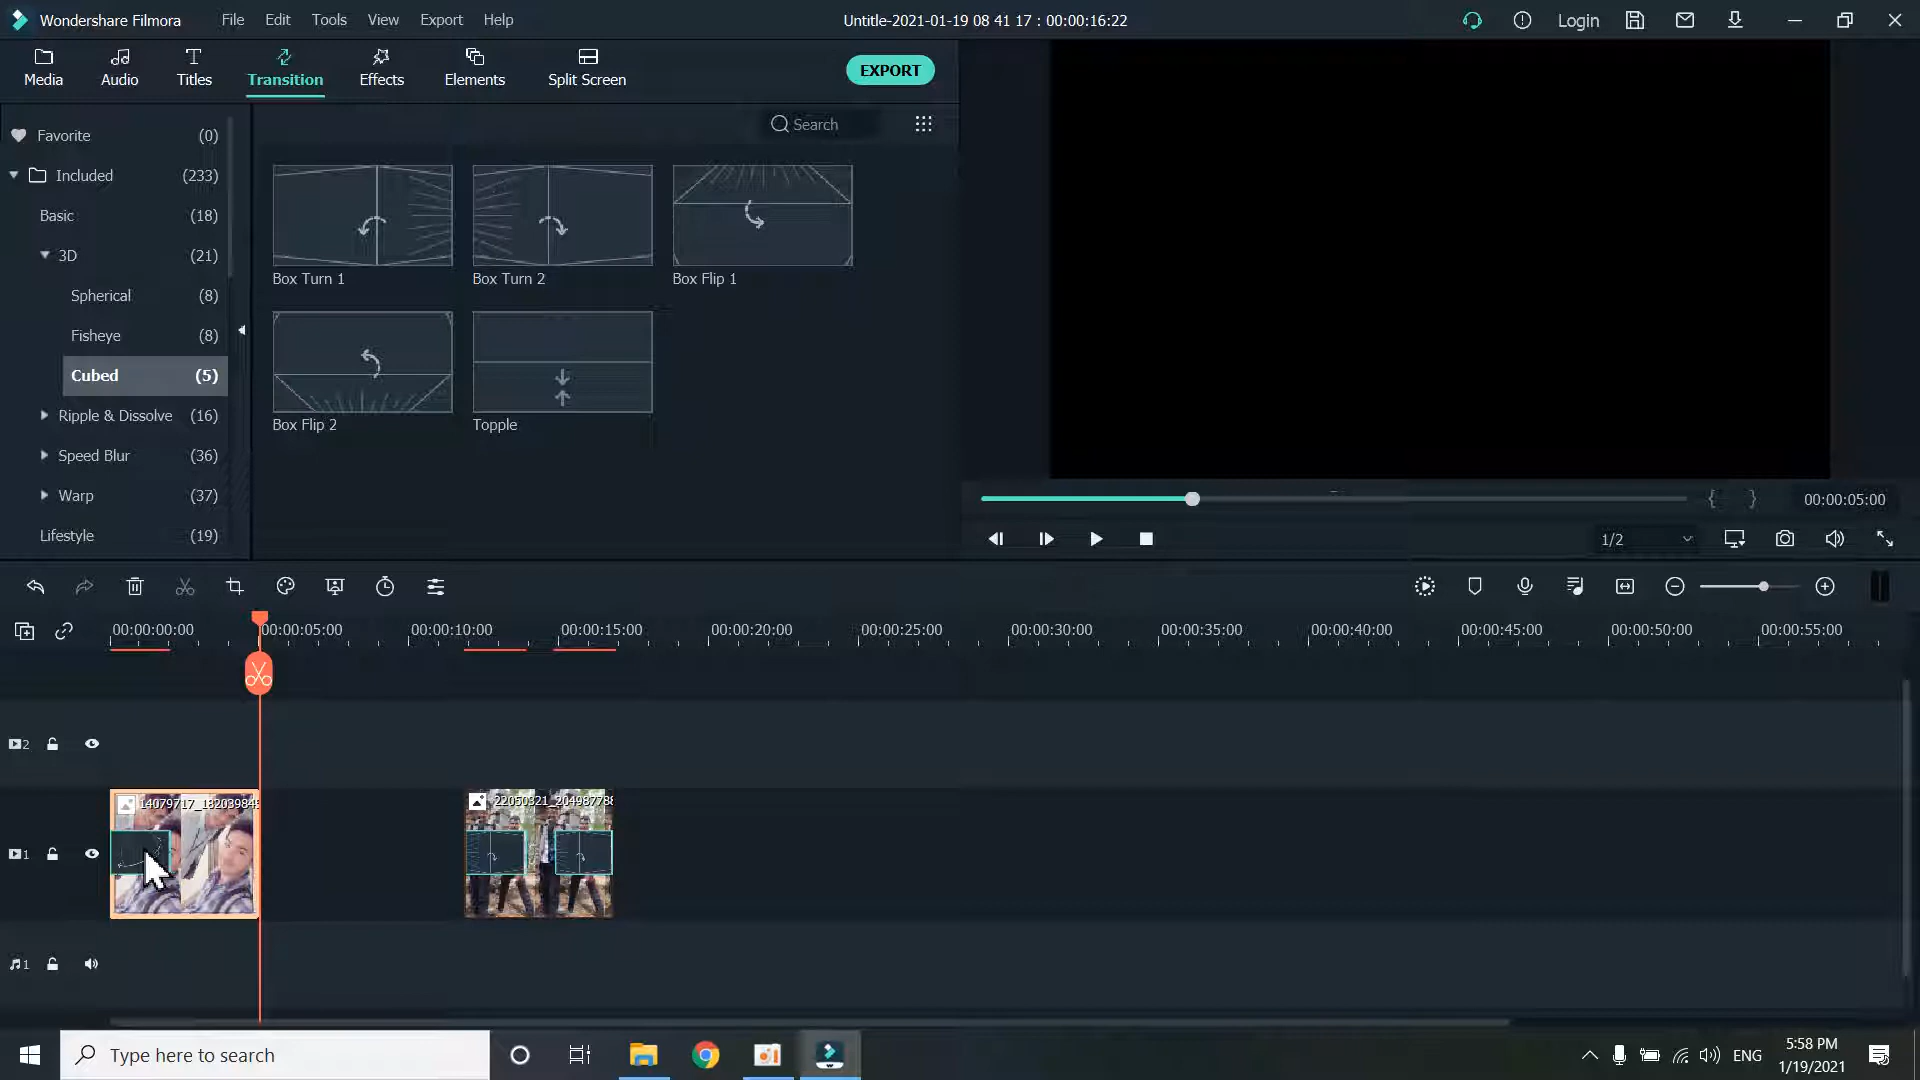 Wondershare Filmora File Edit Tools View Export Help Untitle-2021-01-19 08 41 17 : 00:00:16:22 Login
Media Audio Titles Transition Effects Elements Split Screen EXPORT
Search
Favorite (0)
Included (233)
Basic (18)
3D (21)
Spherical (8)
Fisheye (8)
Cubed (5)
Ripple & Dissolve (16)
Speed Blur (36)
Warp (37)
Lifestyle (19)
Box Turn 1 Box Turn 2 Box Flip 1
Box Flip 2 Topple
00:00:05:00
1/2
00:00:00:00 00:00:05:00 00:00:10:00 00:00:15:00 00:00:20:00 00:00:25:00 00:00:30:00 00:00:35:00 00:00:40:00 00:00:45:00 00:00:50:00 00:00:55:00
2
14079717_18203984 22050321_204987788
1
1
Type here to search ENG 5:58 PM
1/19/2021